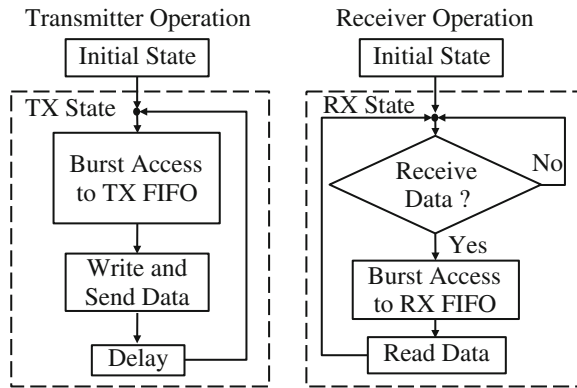 Transmitter Operation
Initial State
TX State
Burst Access
to TX FIFO
Write and
Send Data
Delay
Receiver Operation
Initial State
RX State
Receive
Data ?
No
Yes
Burst Access
to RX FIFO
Read Data